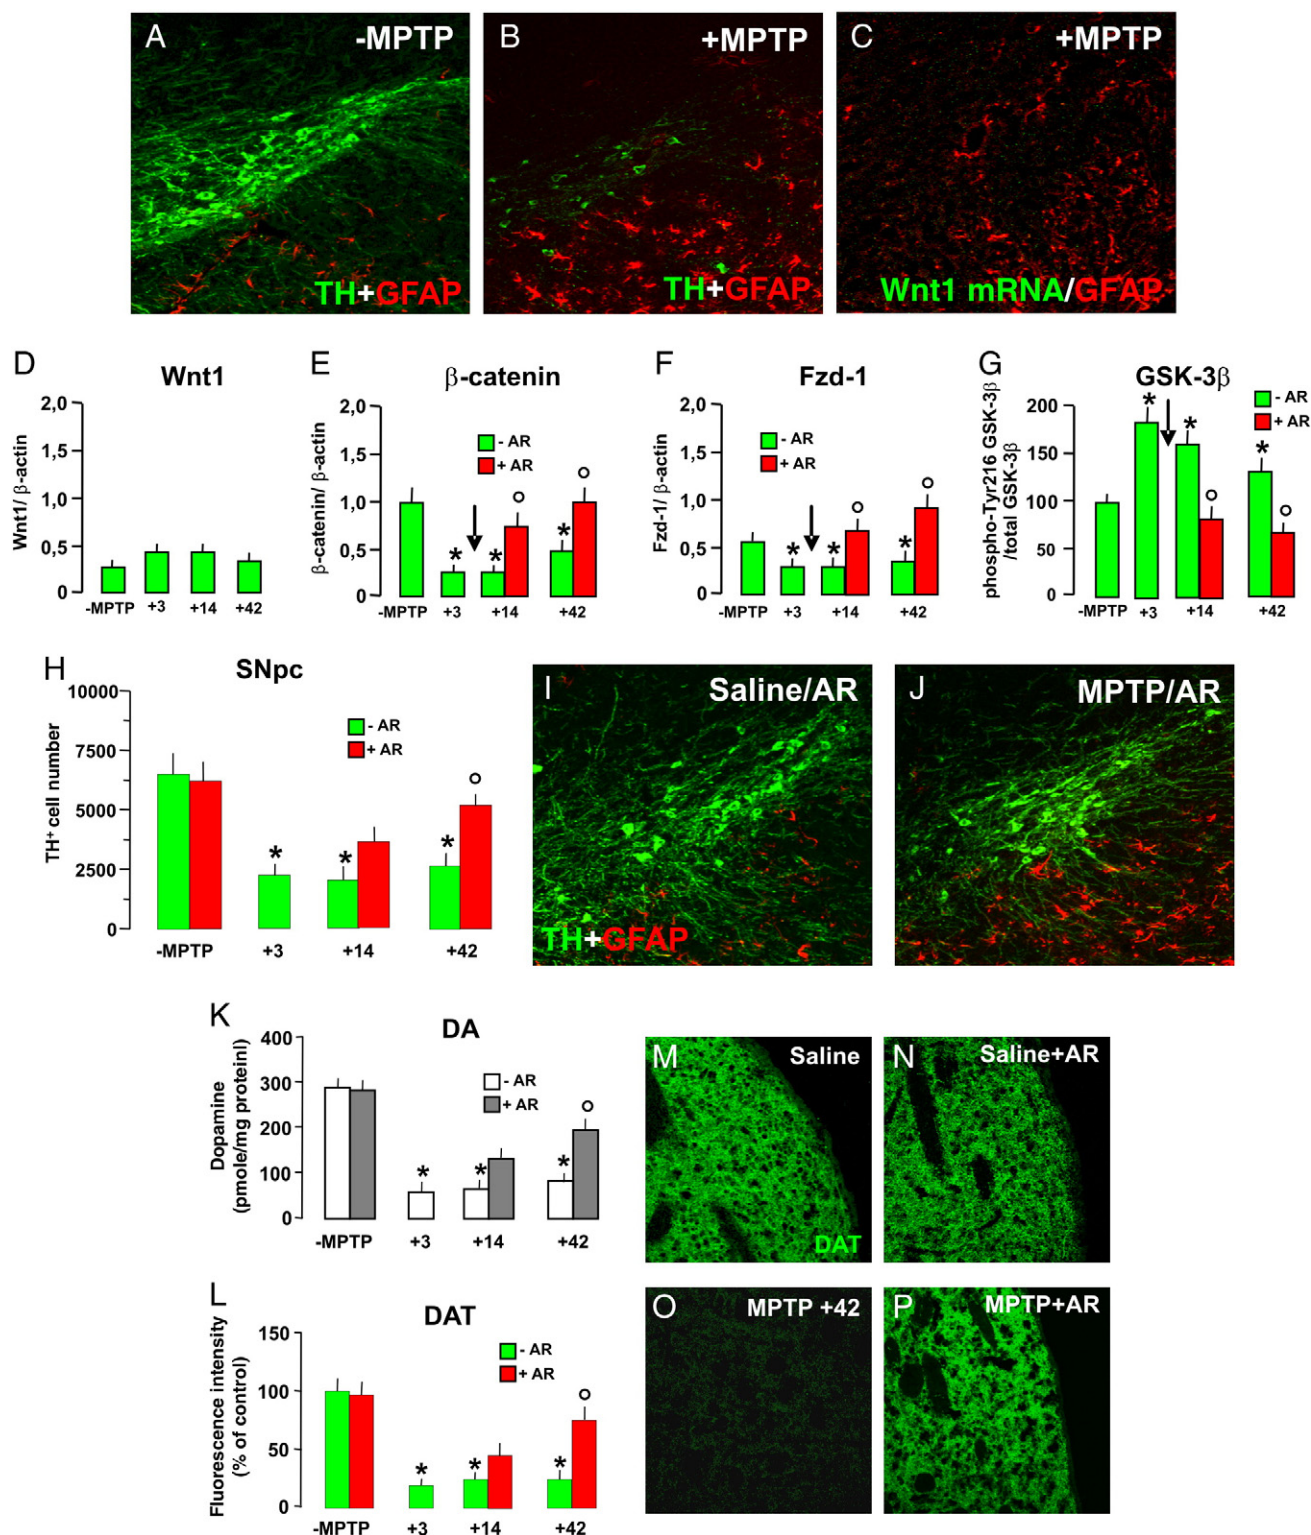 A -MPTP
TH+GFAP
B +MPTP
TH+GFAP
C +MPTP
Wnt1 mRNA/GFAP
D Wnt1
Wnt1/ β-actin
2,0
1,5
1,0
0,5
0
-MPTP +3 +14 +42
E β-catenin
β-catenin/ β-actin
2,0
1,5
1,0
0,5
0
- AR
+ AR
* * ° * °
-MPTP +3 +14 +42
F Fzd-1
Fzd-1/ β-actin
2,0
1,5
1,0
0,5
0
- AR
+ AR
* * ° * °
-MPTP +3 +14 +42
G GSK-3β
phospho-Tyr216 GSK-3β
/total GSK-3β
200
150
100
50
0
- AR
+ AR
* * ° * °
-MPTP +3 +14 +42
H SNpc
TH⁺ cell number
10000
7500
5000
2500
0
- AR
+ AR
* * * °
-MPTP +3 +14 +42
I Saline/AR
TH+GFAP
J MPTP/AR
K DA
Dopamine
(pmole/mg proteinl)
400
300
200
100
0
- AR
+ AR
* * * °
-MPTP +3 +14 +42
L DAT
Fluorescence intensity
(% of control)
150
100
50
0
- AR
+ AR
* * * °
-MPTP +3 +14 +42
M Saline
DAT
N Saline+AR
O MPTP +42
P MPTP+AR